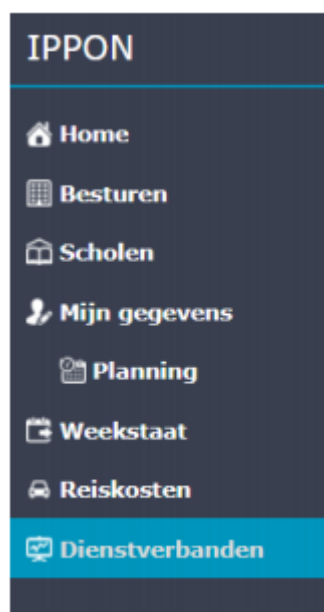 IPPON
Home
Besturen
Scholen
Mijn gegevens
Planning
Weekstaat
Reiskosten
Dienstverbanden